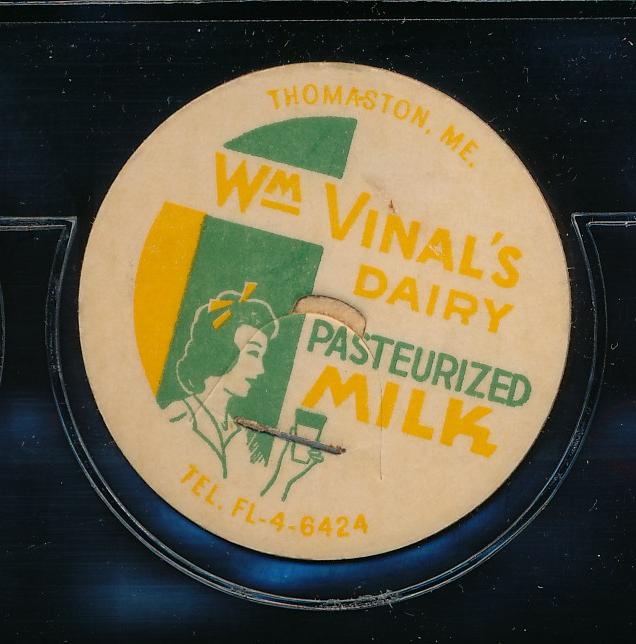 THOMASTON, ME.
WM VINAL'S
DAIRY
PASTEURIZED
MILK
TEL. FL-4-6424